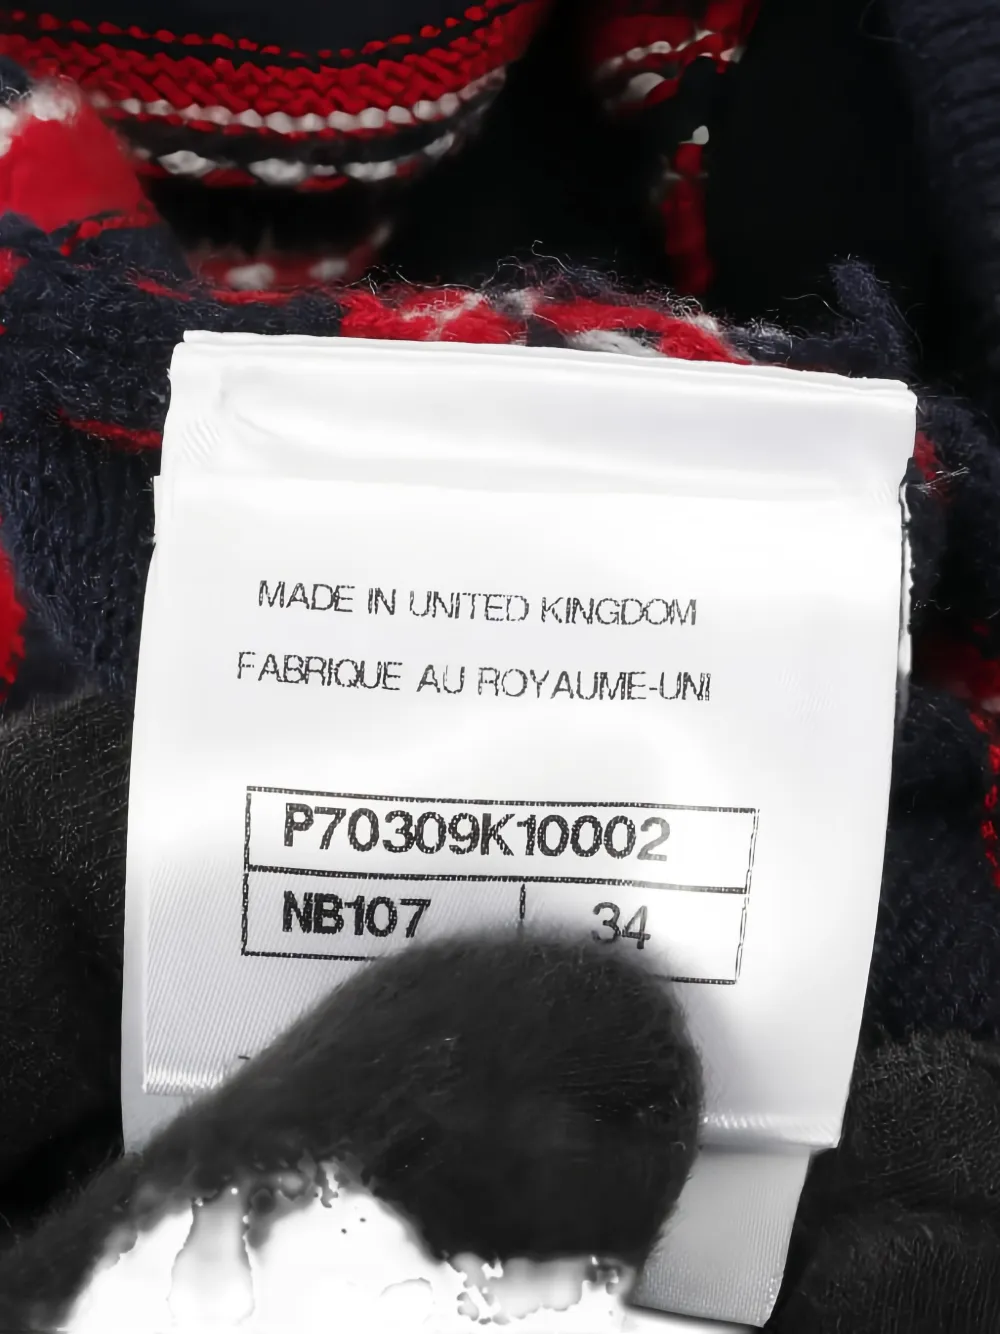 MADE IN UNITED KINGDOM
FABRIQUE AU ROYAUME-UNI
P70309K10002
NB107 34